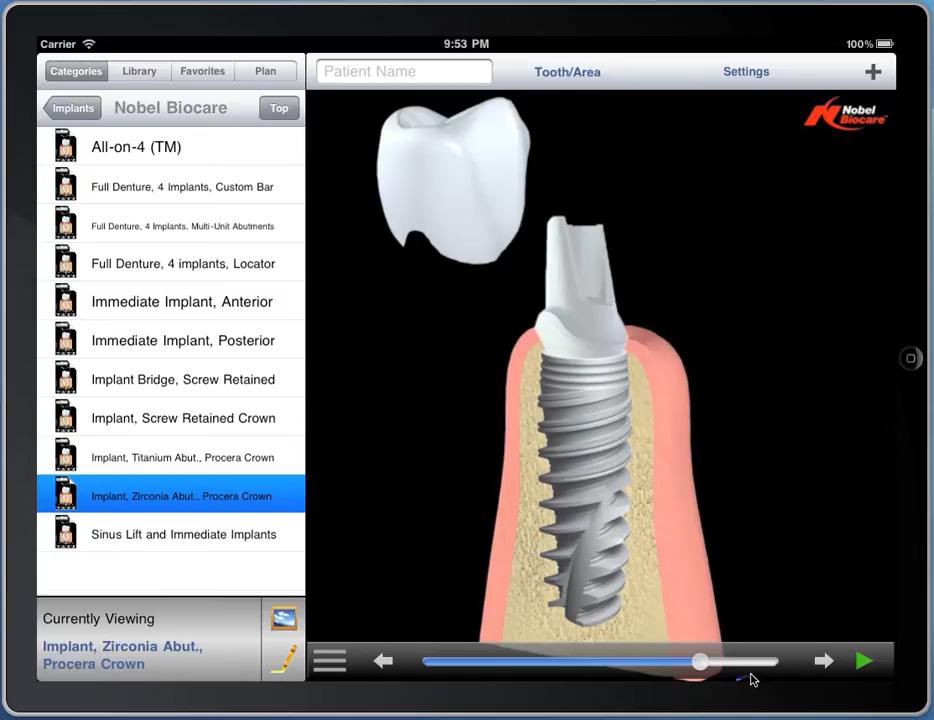 Carrier
9:53 PM
100%
Categories
Library
Favorites
Plan
Patient Name
Tooth/Area
Settings
Implants
Nobel Biocare
Top
Nobel
Biocare™
All-on-4 (TM)
Full Denture, 4 Implants, Custom Bar
Full Denture, 4 Implants, Multi-Unit Abutments
Full Denture, 4 implants, Locator
Immediate Implant, Anterior
Immediate Implant, Posterior
Implant Bridge, Screw Retained
Implant, Screw Retained Crown
Implant, Titanium Abut., Procera Crown
Implant, Zirconia Abut., Procera Crown
Sinus Lift and Immediate Implants
Currently Viewing
Implant, Zirconia Abut.,
Procera Crown